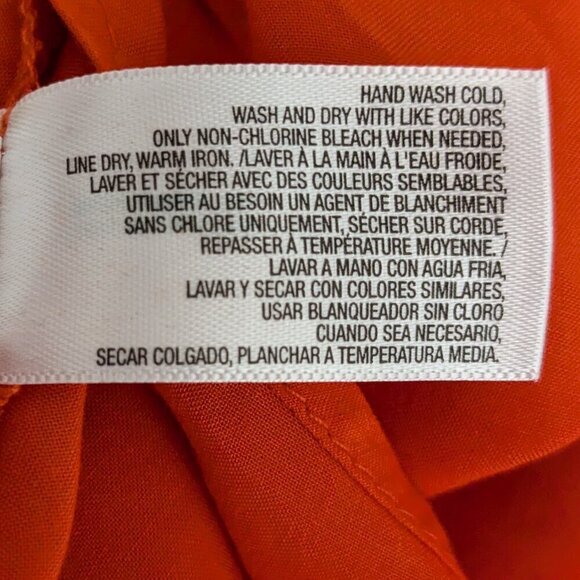 HAND WASH COLD,
WASH AND DRY WITH LIKE COLORS,
ONLY NON-CHLORINE BLEACH WHEN NEEDED,
LINE DRY, WARM IRON. /LAVER À LA MAIN À L'EAU FROIDE,
LAVER ET SÉCHER AVEC DES COULEURS SEMBLABLES,
UTILISER AU BESOIN UN AGENT DE BLANCHIMENT
SANS CHLORE UNIQUEMENT, SÉCHER SUR CORDE,
REPASSER À TEMPÉRATURE MOYENNE. /
LAVAR A MANO CON AGUA FRIA,
LAVAR Y SECAR CON COLORES SIMILARES,
USAR BLANQUEADOR SIN CLORO
CUANDO SEA NECESARIO,
SECAR COLGADO, PLANCHAR A TEMPERATURA MEDIA.